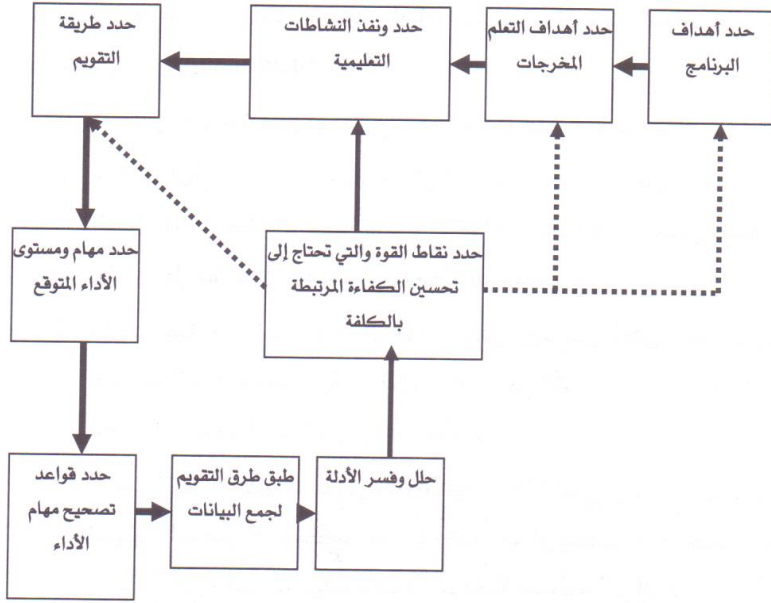 حدد أهداف
البرنامج
حدد أهداف التعلم
المخرجات
حدد ونفذ النشاطات
التعليمية
حدد طريقة
التقويم
حدد مهام ومستوى
الأداء المتوقع
حدد نقاط القوة والتي تحتاج إلى
تحسين الكفاءة المرتبطة
بالكلفة
حدد قواعد
تصحيح مهام
الأداء
طبق طرق التقويم
لجمع البيانات
حلل وفسر الأدلة